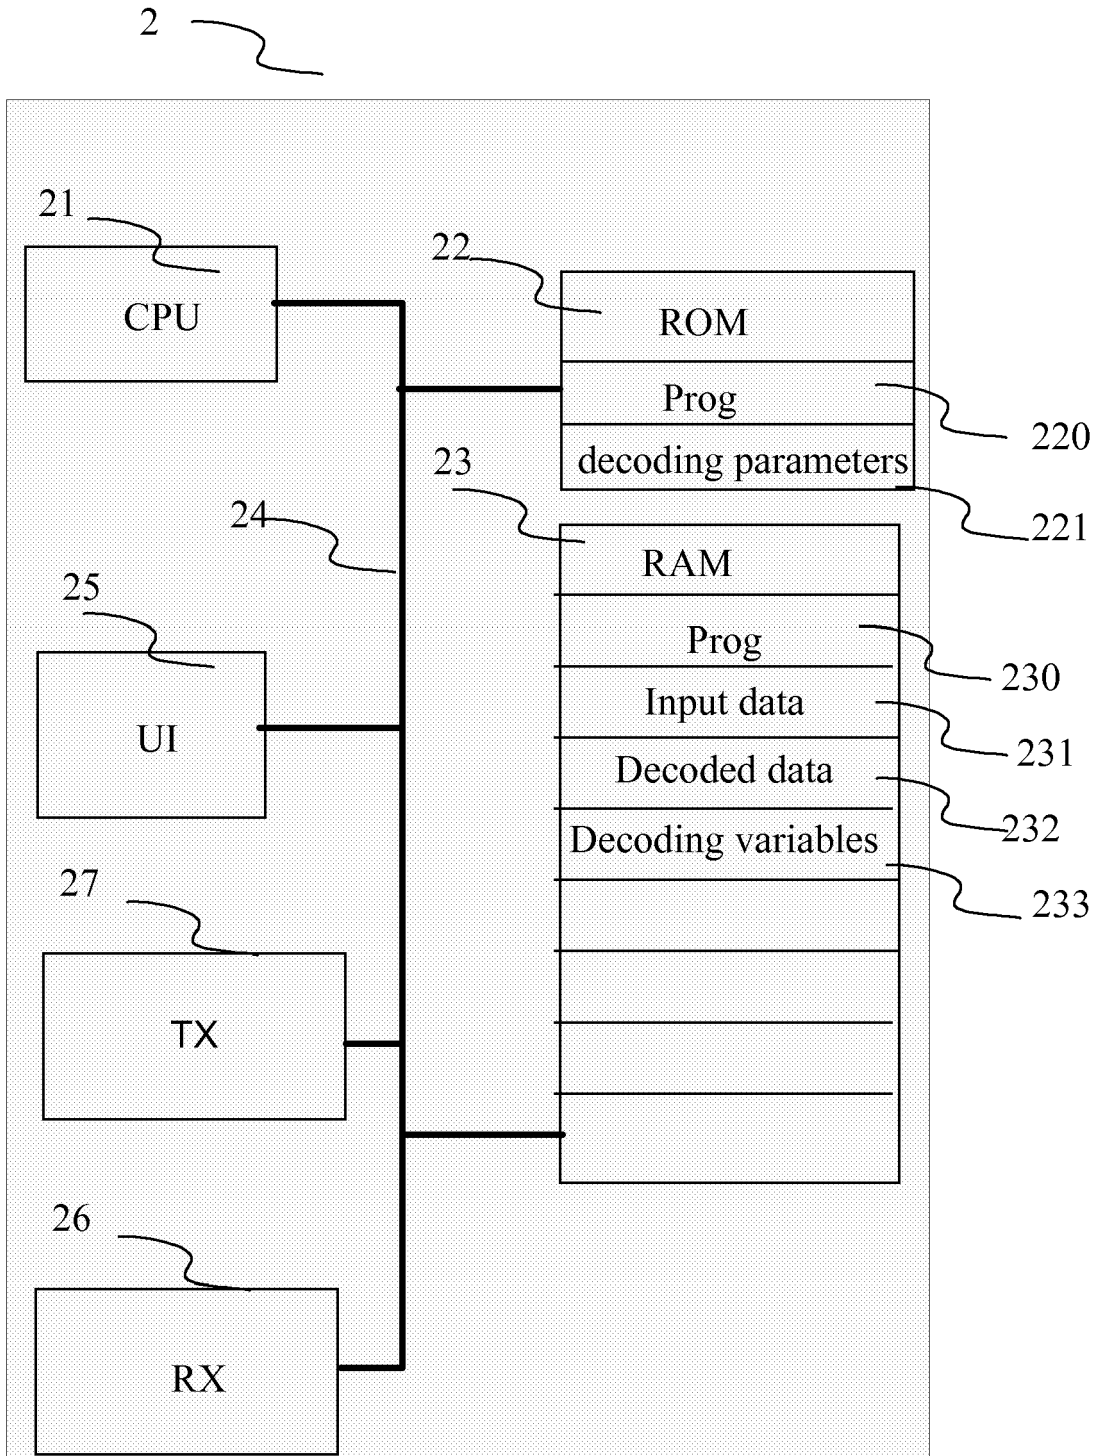 2
21
CPU
22
ROM
Prog
220
decoding parameters
221
23
24
RAM
25
Prog
230
UI
Input data
231
Decoded data
232
Decoding variables
233
27
TX
26
RX